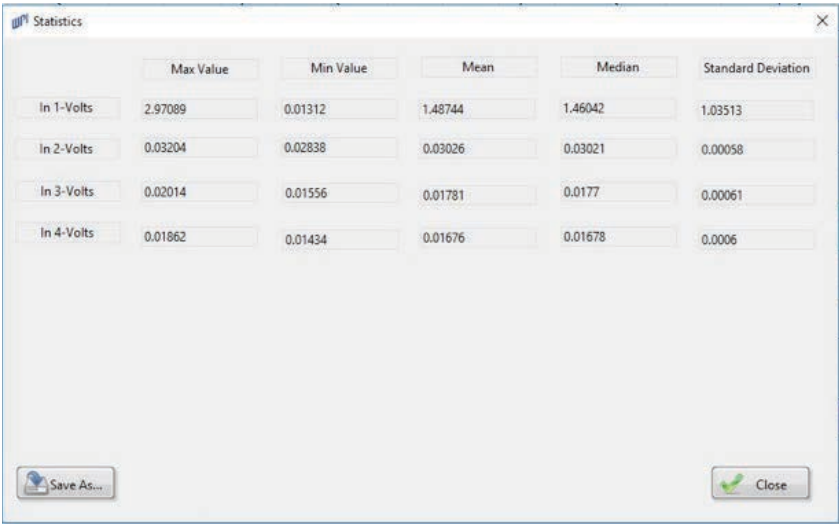 WPI Statistics
Max Value Min Value Mean Median Standard Deviation
In 1-Volts 2.97089 0.01312 1.48744 1.46042 1.03513
In 2-Volts 0.03204 0.02838 0.03026 0.03021 0.00058
In 3-Volts 0.02014 0.01556 0.01781 0.0177 0.00061
In 4-Volts 0.01862 0.01434 0.01676 0.01678 0.0006
Save As... Close